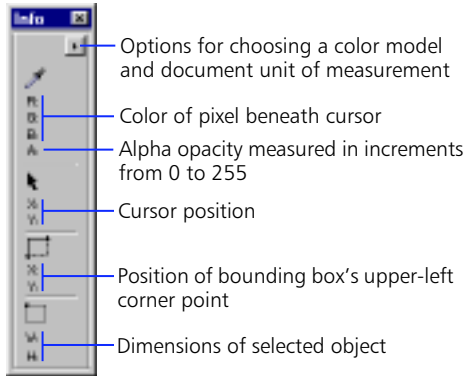 Info
Options for choosing a color model
and document unit of measurement
R:
G:
B:
Color of pixel beneath cursor
A:
Alpha opacity measured in increments
from 0 to 255
X:
Y:
Cursor position
X:
Y:
Position of bounding box's upper-left
corner point
W:
H:
Dimensions of selected object